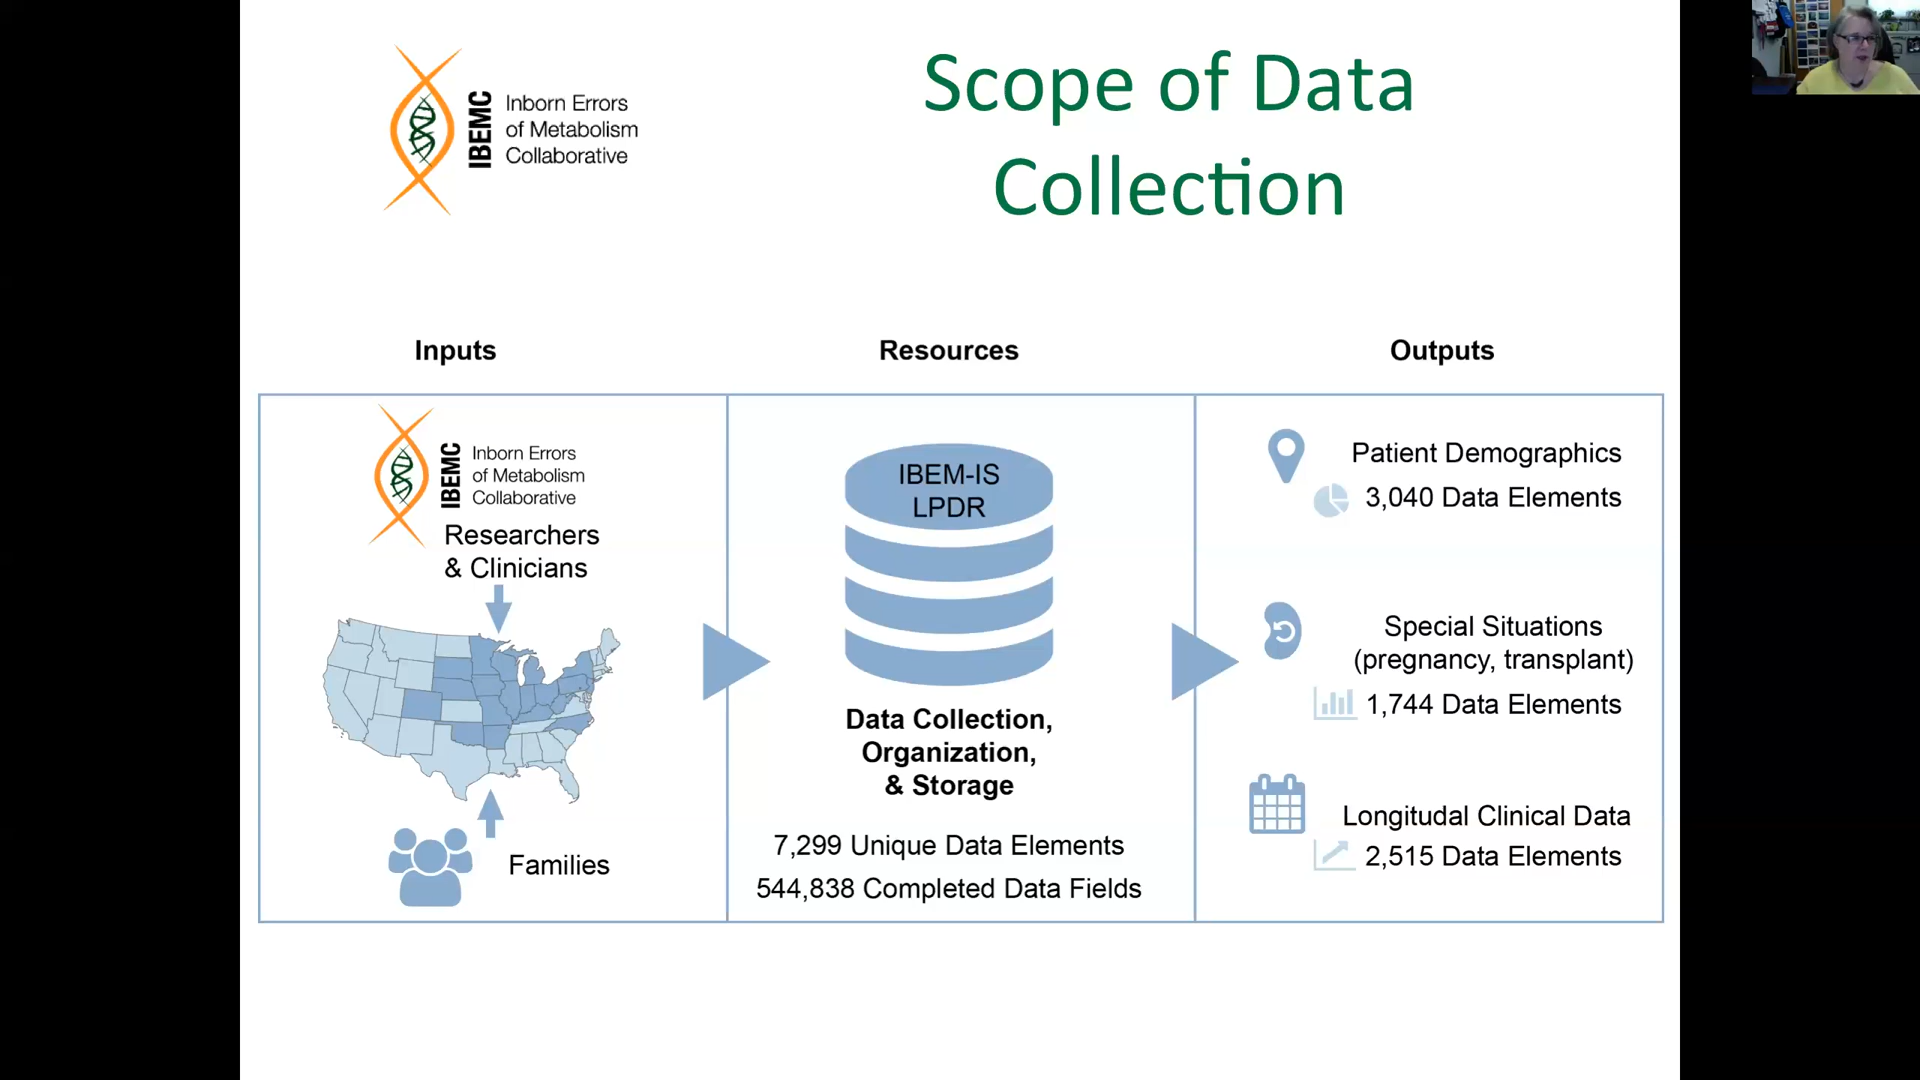 IBEMC
Inborn Errors
of Metabolism
Collaborative
Scope of Data
Collection
Inputs
Resources
Outputs
IBEMC
Inborn Errors
of Metabolism
Collaborative
Researchers
& Clinicians
Families
IBEM-IS
LPDR
Data Collection,
Organization,
& Storage
7,299 Unique Data Elements
544,838 Completed Data Fields
Patient Demographics
3,040 Data Elements
Special Situations
(pregnancy, transplant)
1,744 Data Elements
Longitudal Clinical Data
2,515 Data Elements